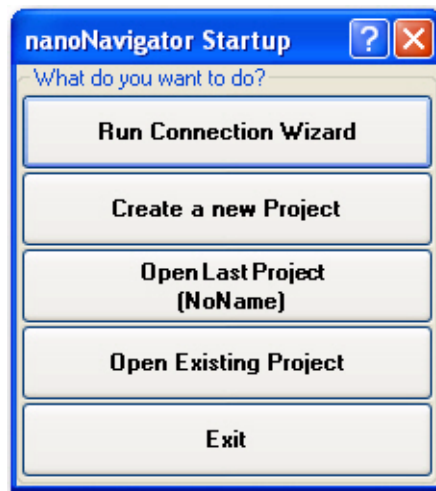 nanoNavigator Startup
What do you want to do?
Run Connection Wizard
Create a new Project
Open Last Project
(NoName)
Open Existing Project
Exit